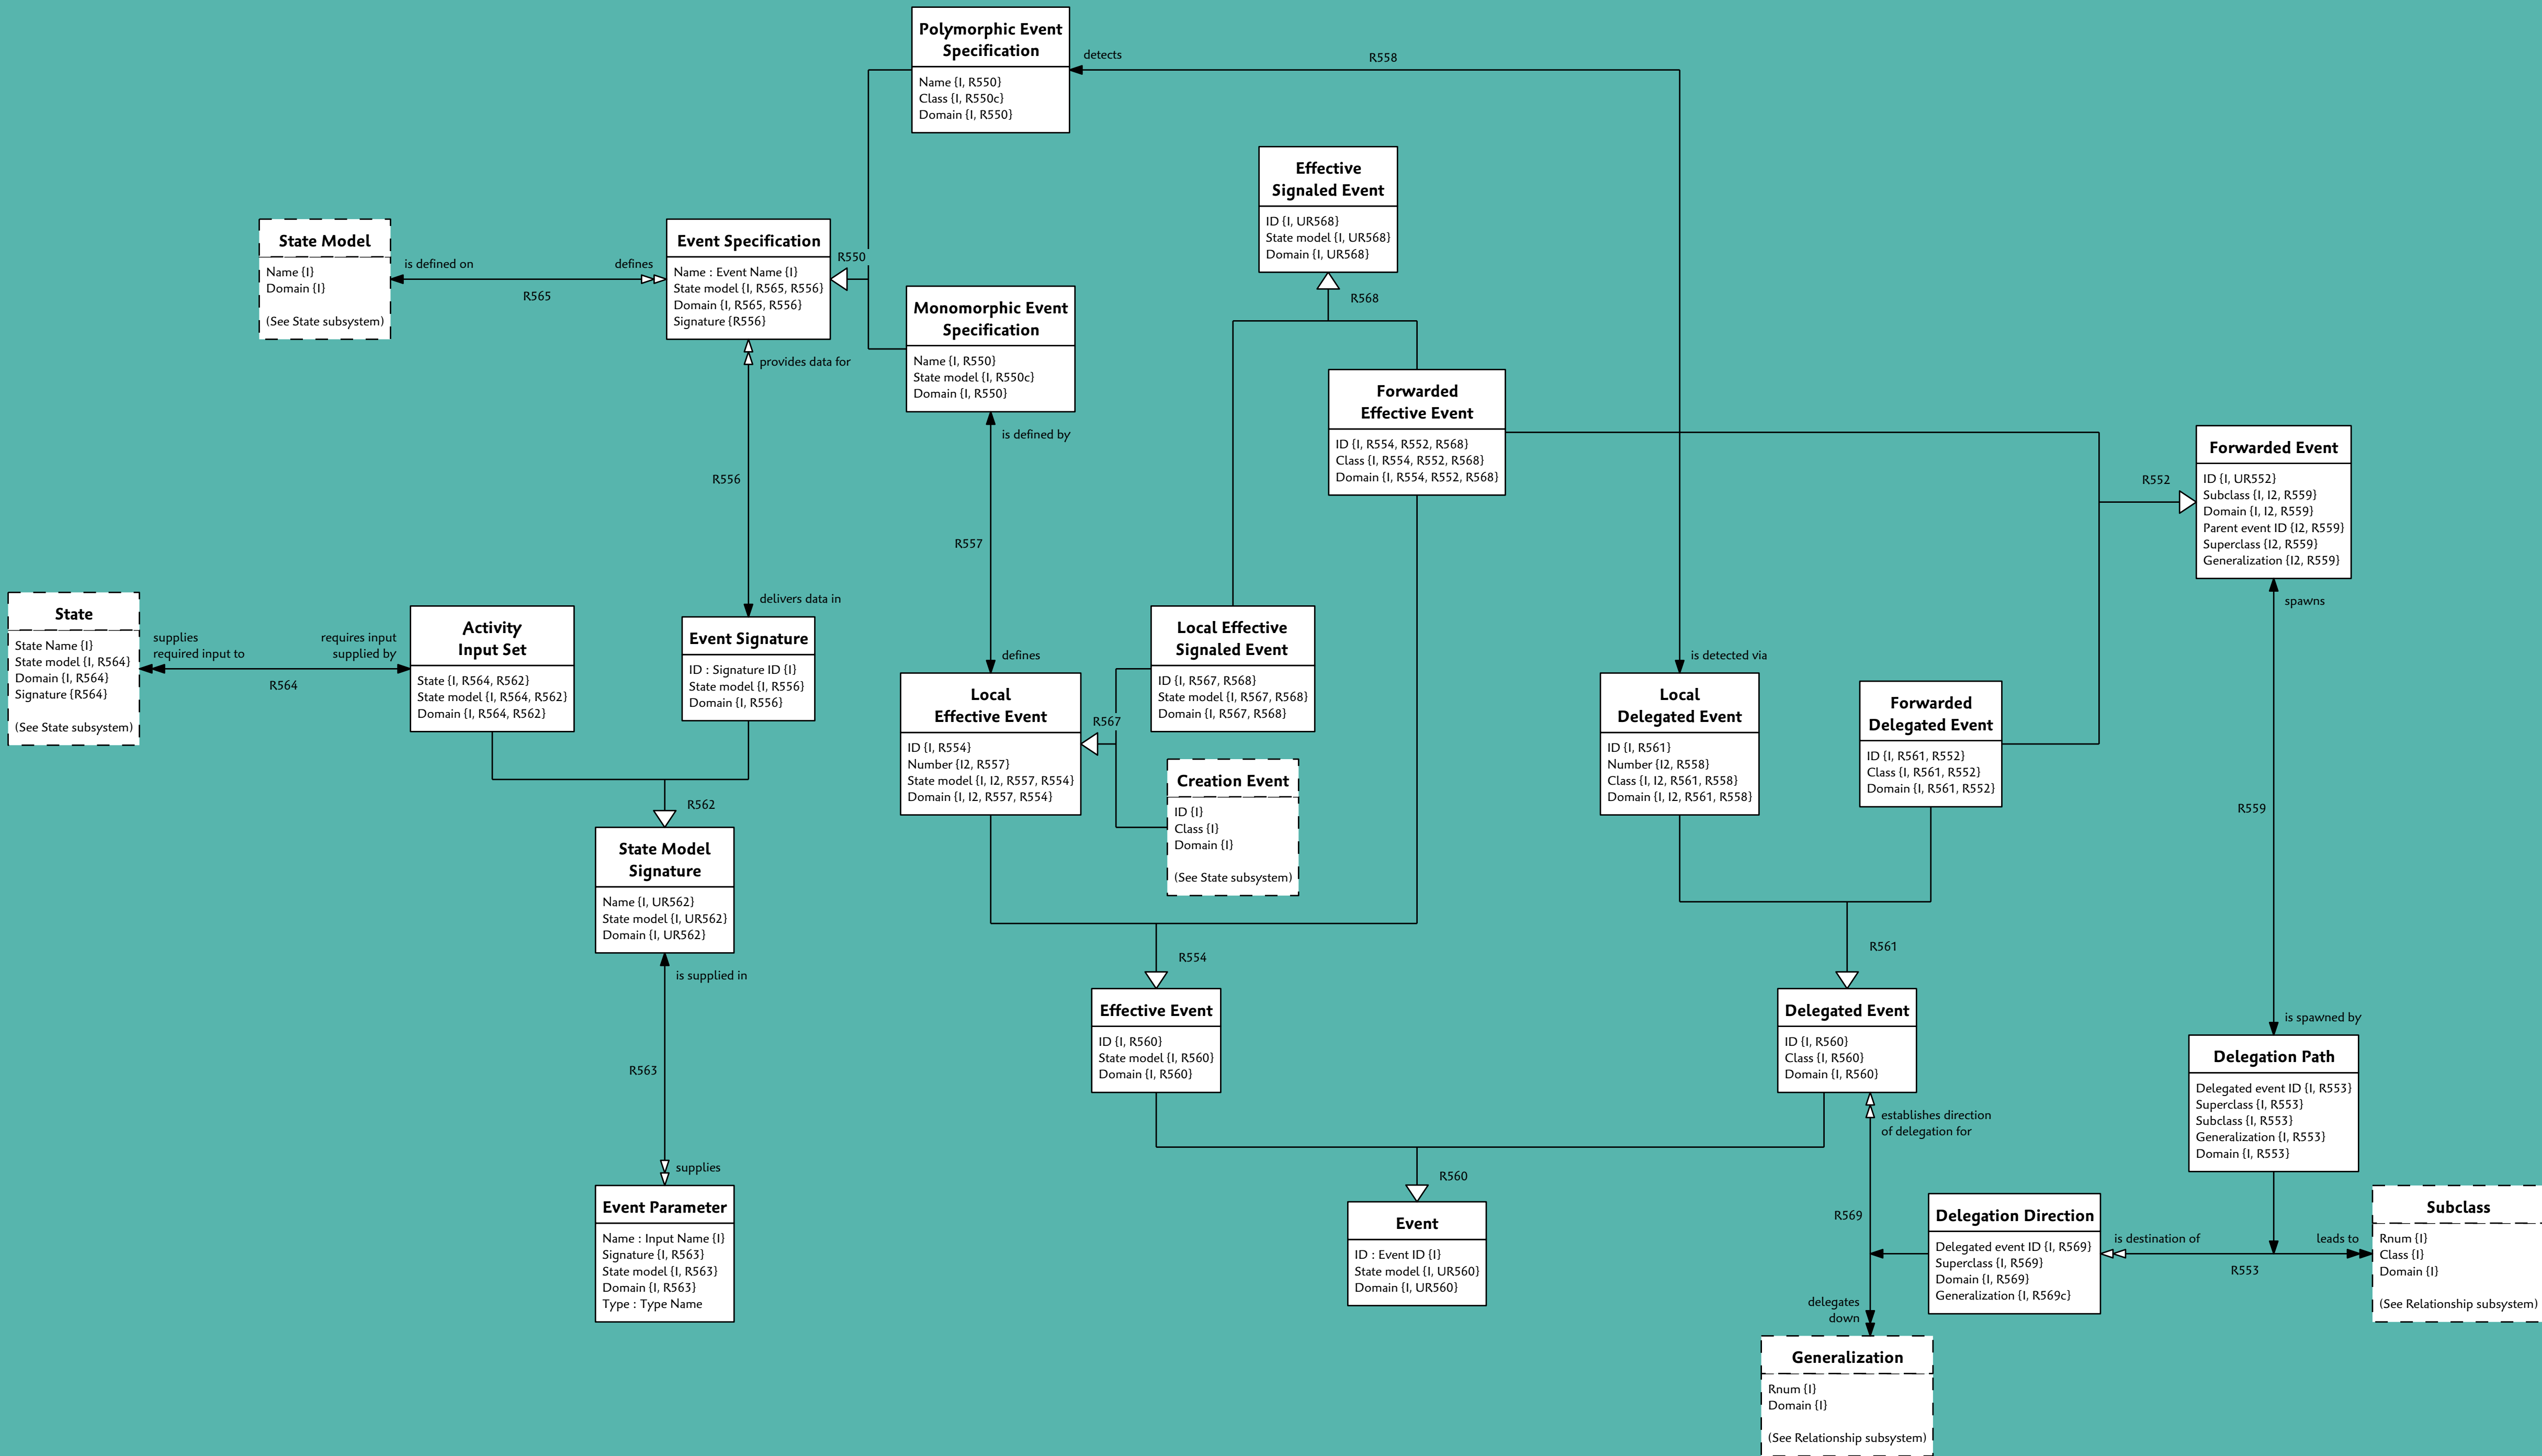 Polymorphic Event
Specification
Name {I, R550}
Class {I, R550c}
Domain {I, R550}
detects
R558
Effective
Signaled Event
ID {I, UR568}
State model {I, UR568}
Domain {I, UR568}
R568
State Model
Name {I}
Domain {I}
(See State subsystem)
is defined on
defines
R565
Event Specification
Name : Event Name {I}
State model {I, R565, R556}
Domain {I, R565, R556}
Signature {R556}
R550
Monomorphic Event
Specification
Name {I, R550}
State model {I, R550c}
Domain {I, R550}
provides data for
R556
delivers data in
is defined by
R557
defines
Forwarded
Effective Event
ID {I, R554, R552, R568}
Class {I, R554, R552, R568}
Domain {I, R554, R552, R568}
R552
Forwarded Event
ID {I, UR552}
Subclass {I, I2, R559}
Domain {I, I2, R559}
Parent event ID {I2, R559}
Superclass {I2, R559}
Generalization {I2, R559}
spawns
R559
is spawned by
State
State Name {I}
State model {I, R564}
Domain {I, R564}
Signature {R564}
(See State subsystem)
supplies
required input to
requires input
supplied by
R564
Activity
Input Set
State {I, R564, R562}
State model {I, R564, R562}
Domain {I, R564, R562}
Event Signature
ID : Signature ID {I}
State model {I, R556}
Domain {I, R556}
Local
Effective Event
ID {I, R554}
Number {I2, R557}
State model {I, I2, R557, R554}
Domain {I, I2, R557, R554}
R567
Local Effective
Signaled Event
ID {I, R567, R568}
State model {I, R567, R568}
Domain {I, R567, R568}
Creation Event
ID {I}
Class {I}
Domain {I}
(See State subsystem)
is detected via
Local
Delegated Event
ID {I, R561}
Number {I2, R558}
Class {I, I2, R561, R558}
Domain {I, I2, R561, R558}
Forwarded
Delegated Event
ID {I, R561, R552}
Class {I, R561, R552}
Domain {I, R561, R552}
R562
State Model
Signature
Name {I, UR562}
State model {I, UR562}
Domain {I, UR562}
is supplied in
R563
supplies
Event Parameter
Name : Input Name {I}
Signature {I, R563}
State model {I, R563}
Domain {I, R563}
Type : Type Name
R554
Effective Event
ID {I, R560}
State model {I, R560}
Domain {I, R560}
R561
Delegated Event
ID {I, R560}
Class {I, R560}
Domain {I, R560}
establishes direction
of delegation for
R560
Event
ID : Event ID {I}
State model {I, UR560}
Domain {I, UR560}
R569
delegates
down
Delegation Path
Delegated event ID {I, R553}
Superclass {I, R553}
Subclass {I, R553}
Generalization {I, R553}
Domain {I, R553}
Delegation Direction
Delegated event ID {I, R569}
Superclass {I, R569}
Domain {I, R569}
Generalization {I, R569c}
is destination of
leads to
R553
Subclass
Rnum {I}
Class {I}
Domain {I}
(See Relationship subsystem)
Generalization
Rnum {I}
Domain {I}
(See Relationship subsystem)